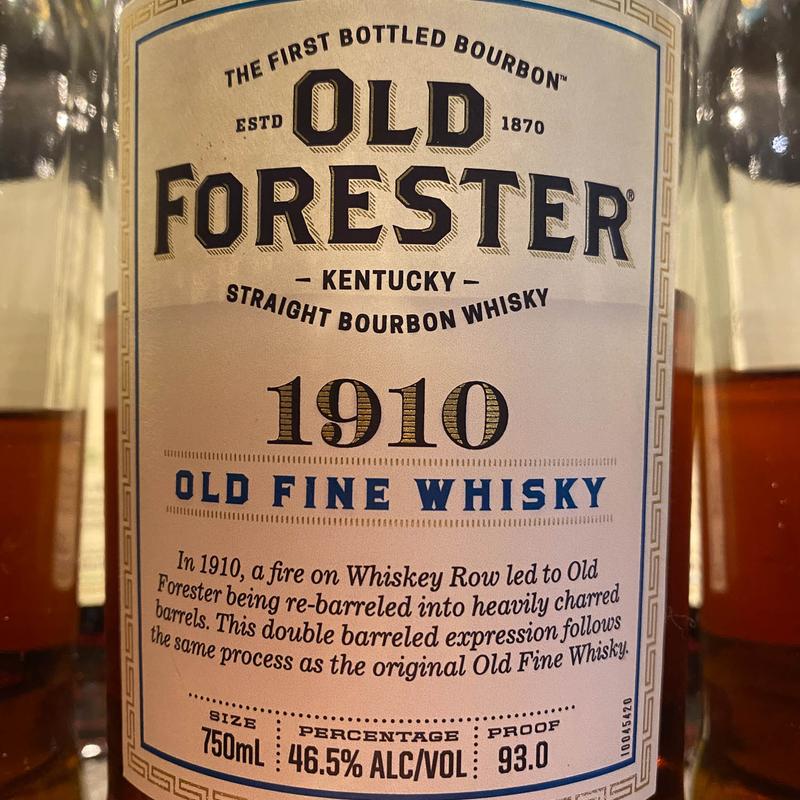 THE FIRST BOTTLED BOURBON™
ESTD OLD 1870
FORESTER®
– KENTUCKY –
STRAIGHT BOURBON WHISKY
1910
OLD FINE WHISKY
In 1910, a fire on Whiskey Row led to Old
Forester being re-barreled into heavily charred
barrels. This double barreled expression follows
the same process as the original Old Fine Whisky.
SIZE PERCENTAGE PROOF
750mL 46.5% ALC/VOL 93.0
10045420